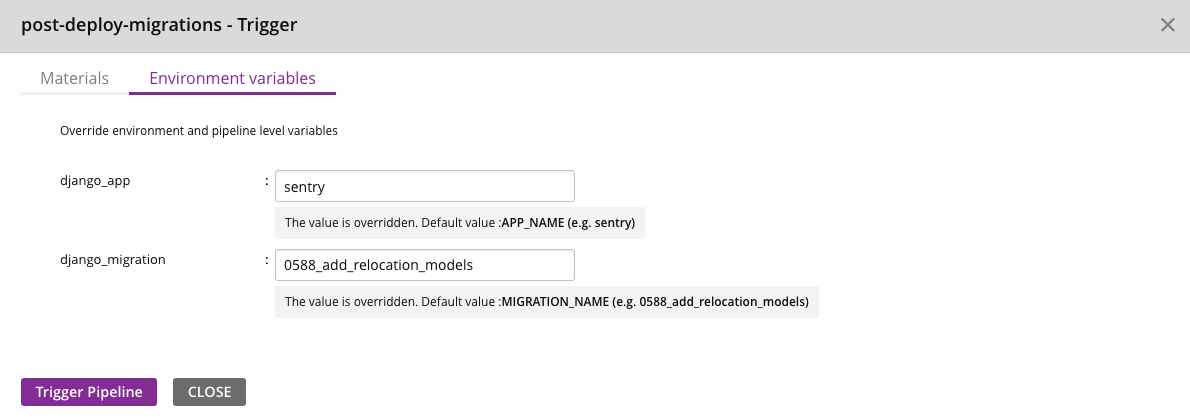 post-deploy-migrations - Trigger
Materials
Environment variables
Override environment and pipeline level variables
django_app : sentry
The value is overridden. Default value :APP_NAME (e.g. sentry)
django_migration : 0588_add_relocation_models
The value is overridden. Default value :MIGRATION_NAME (e.g. 0588_add_relocation_models)
Trigger Pipeline
CLOSE